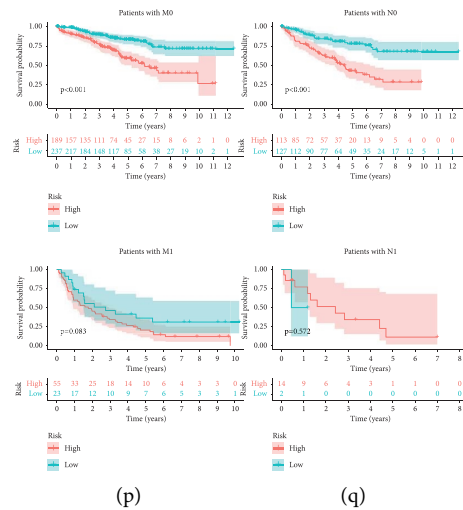 Patients with M0
Survival probability
1.00
0.75
0.50
0.25
0.00
p<0.001
0 1 2 3 4 5 6 7 8 9 10 11 12
Time (years)
Risk
High 189 157 135 111 74 45 27 15 8 6 2 1 0
Low 237 217 184 148 117 85 58 38 27 19 10 2 1
0 1 2 3 4 5 6 7 8 9 10 11 12
Time (years)
Risk
High
Low
Patients with N0
Survival probability
1.00
0.75
0.50
0.25
0.00
p<0.001
0 1 2 3 4 5 6 7 8 9 10 11 12
Time (years)
Risk
High 113 85 72 57 37 20 13 9 5 4 0 0 0
Low 127 112 90 77 64 49 35 24 17 12 5 1 1
0 1 2 3 4 5 6 7 8 9 10 11 12
Time (years)
Risk
High
Low
Patients with M1
Survival probability
1.00
0.75
0.50
0.25
0.00
p=0.083
0 1 2 3 4 5 6 7 8 9 10
Time (years)
Risk
High 55 33 25 18 14 10 6 4 3 3 0
Low 23 17 12 10 9 7 6 5 3 3 1
0 1 2 3 4 5 6 7 8 9 10
Time (years)
Risk
High
Low
(p)
Patients with N1
Survival probability
1.00
0.75
0.50
0.25
0.00
p=0.572
0 1 2 3 4 5 6 7 8
Time (years)
Risk
High 14 9 6 4 3 1 1 0 0
Low 2 1 0 0 0 0 0 0 0
0 1 2 3 4 5 6 7 8
Time (years)
Risk
High
Low
(q)